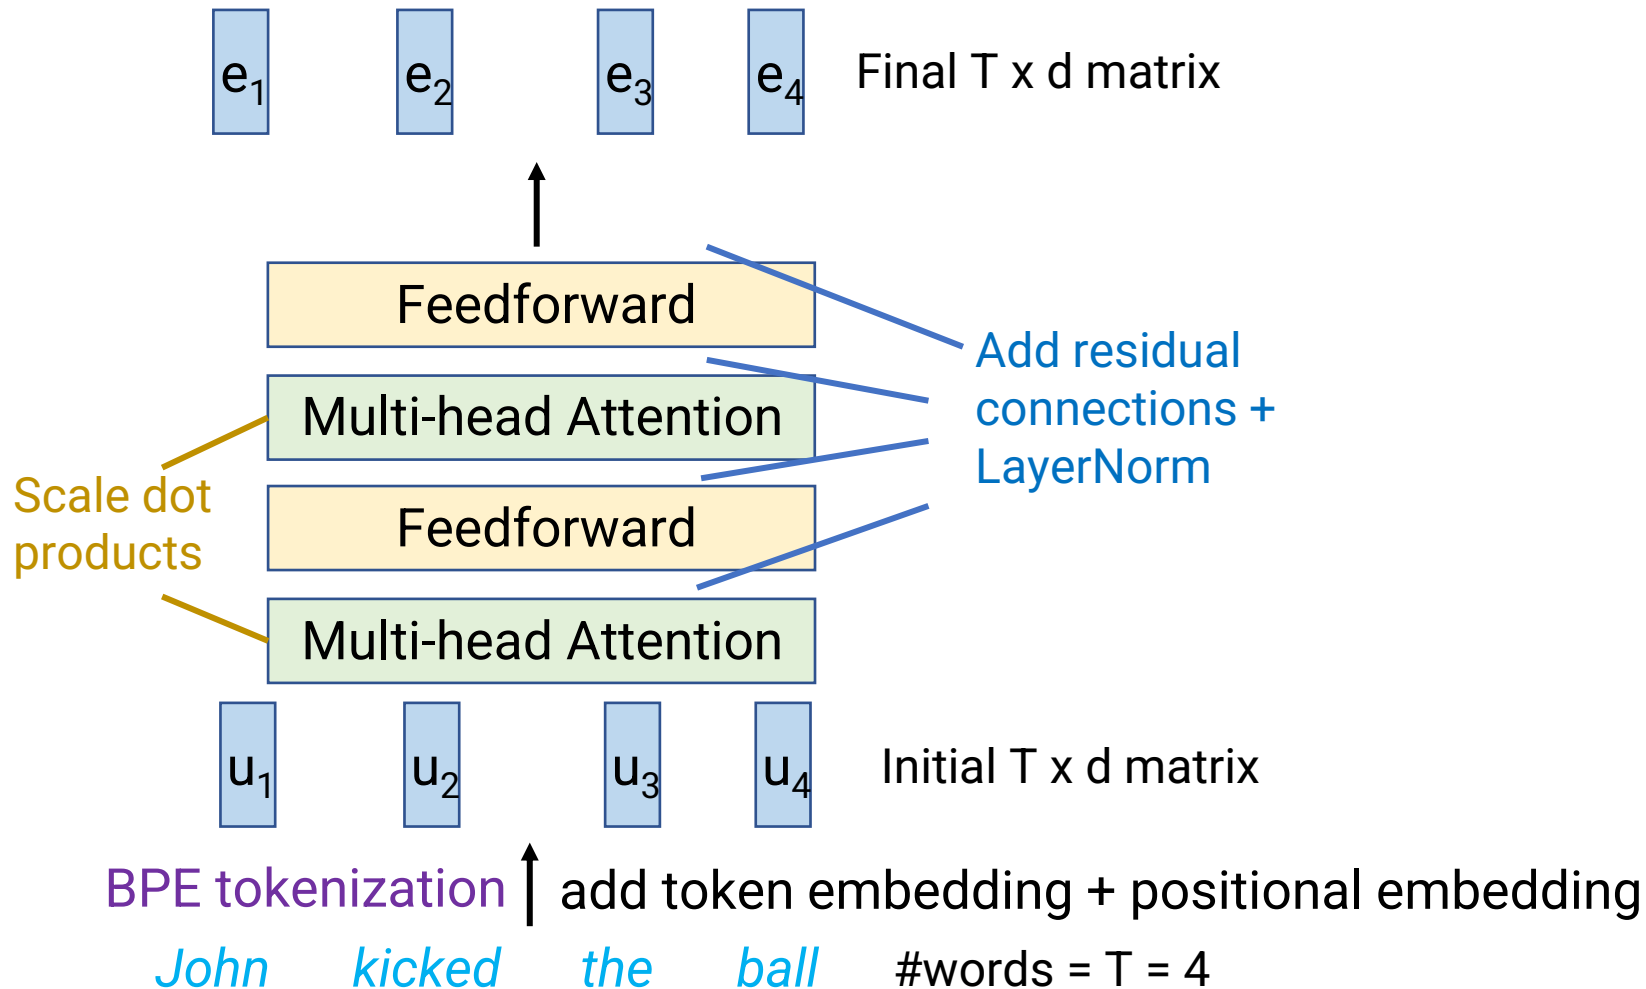 e1 e2 e3 e4 Final T x d matrix
Feedforward
Multi-head Attention
Feedforward
Multi-head Attention
Add residual
connections +
LayerNorm
Scale dot
products
u1 u2 u3 u4 Initial T x d matrix
BPE tokenization add token embedding + positional embedding
John kicked the ball #words = T = 4